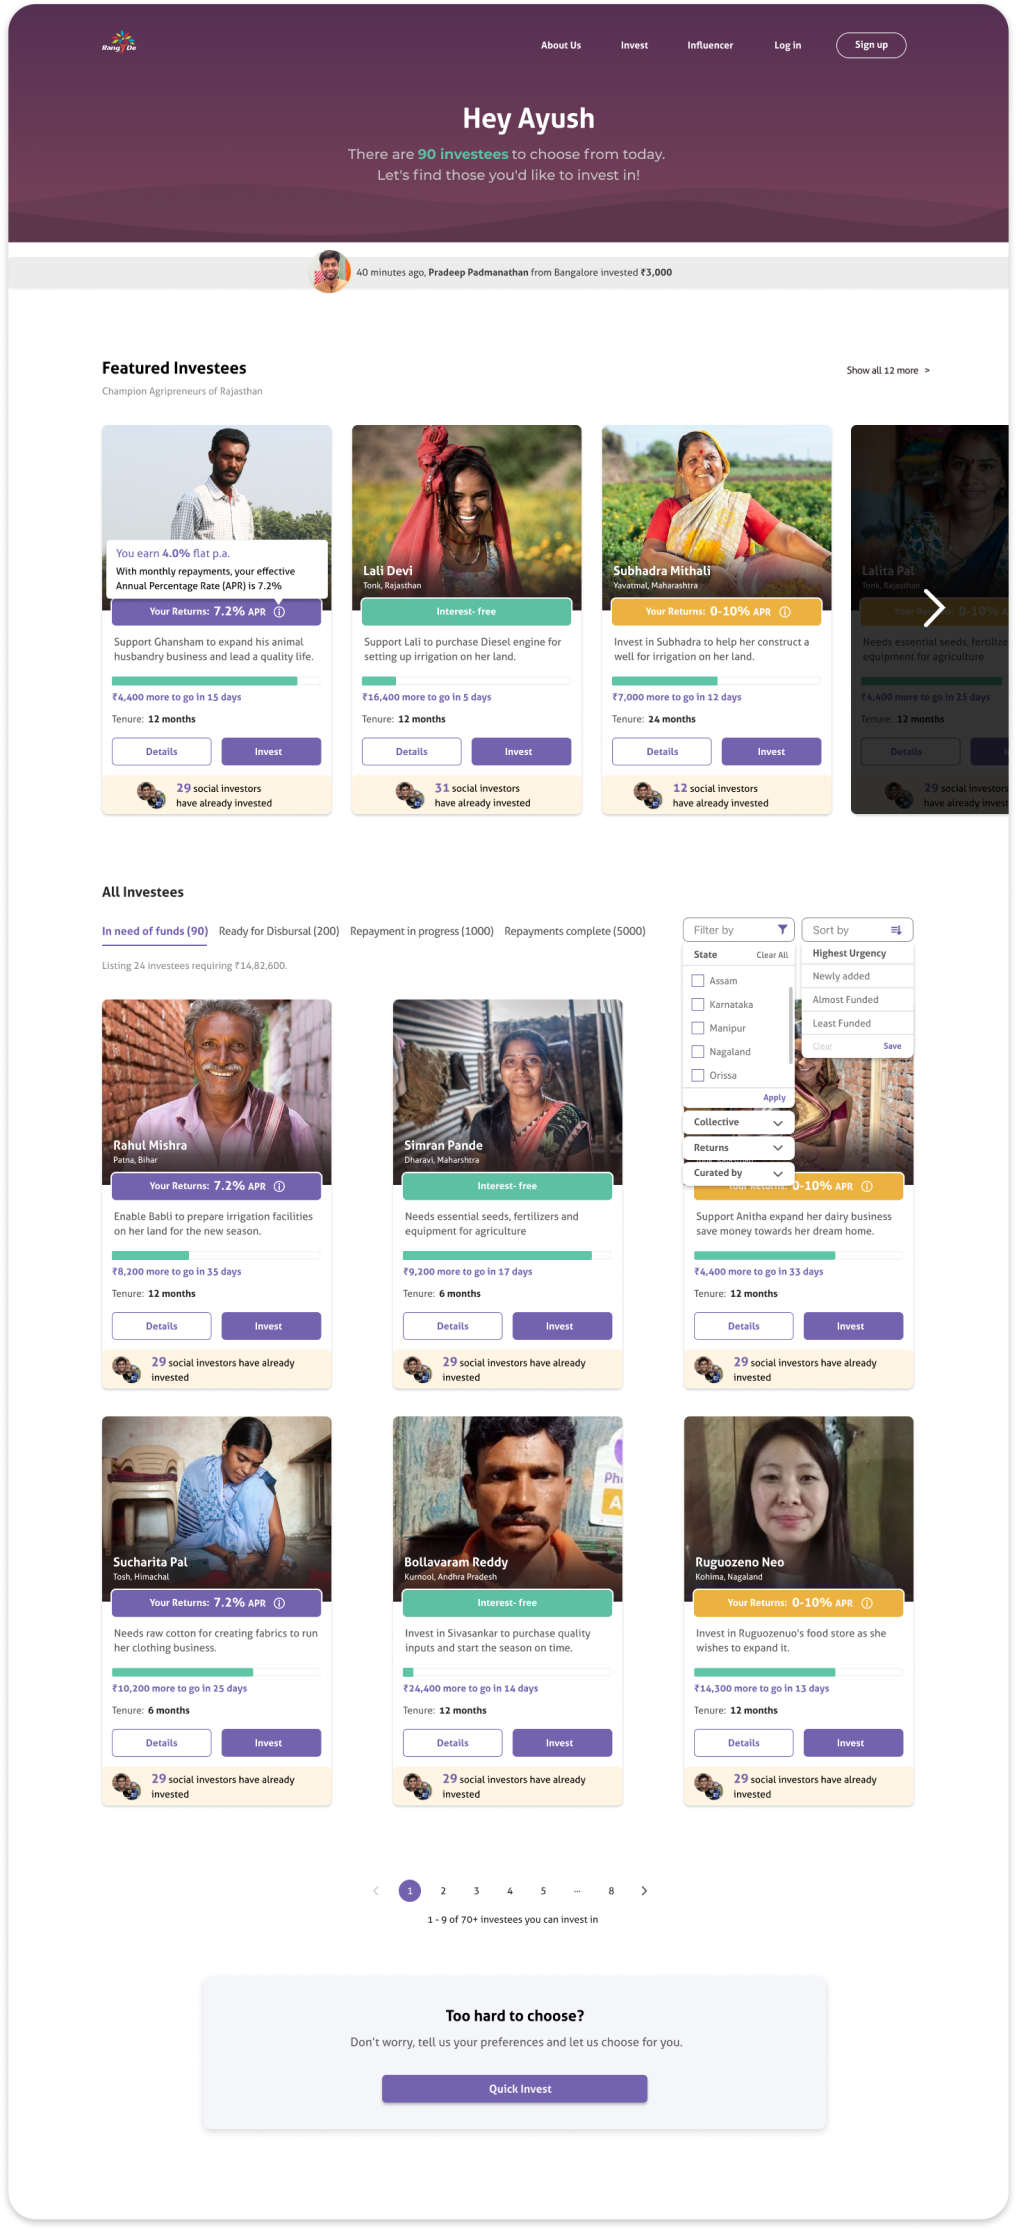 Rang De
About Us
Invest
Influencer
Log in
Sign up
Hey Ayush
There are 90 investees to choose from today.
Let's find those you'd like to invest in!
40 minutes ago, Pradeep Padmanathan from Bangalore invested ₹3,000
Featured Investees
Show all 12 more >
Champion Agripreneurs of Rajasthan
You earn 4.0% flat p.a.
With monthly repayments, your effective
Annual Percentage Rate (APR) is 7.2%
Your Returns: 7.2% APR
Support Ghansham to expand his animal
husbandry business and lead a quality life.
₹4,400 more to go in 15 days
Tenure: 12 months
Details
Invest
29 social investors
have already invested
Lali Devi
Tonk, Rajasthan
Interest- free
Support Lali to purchase Diesel engine for
setting up irrigation on her land.
₹16,400 more to go in 5 days
Tenure: 12 months
Details
Invest
31 social investors
have already invested
Subhadra Mithali
Yavatmal, Maharashtra
Your Returns: 0-10% APR
Invest in Subhadra to help her construct a
well for irrigation on her land.
₹7,000 more to go in 12 days
Tenure: 24 months
Details
Invest
12 social investors
have already invested
Lalita Pal
Tonk, Rajasthan
Your Returns: 0-10% A
Needs essential seeds, fertilize
equipment for agriculture
₹4,400 more to go in 25 days
Tenure: 12 months
Details
29 social investors
have already invest
All Investees
In need of funds (90)
Ready for Disbursal (200)
Repayment in progress (1000)
Repayments complete (5000)
Filter by
Sort by
Listing 24 investees requiring ₹14,82,600.
State
Clear All
Assam
Karnataka
Manipur
Nagaland
Orissa
Apply
Collective
Returns
Curated by
Highest Urgency
Newly added
Almost Funded
Least Funded
Clear
Save
Rahul Mishra
Patna, Bihar
Your Returns: 7.2% APR
Enable Babli to prepare irrigation facilities
on her land for the new season.
₹8,200 more to go in 35 days
Tenure: 12 months
Details
Invest
29 social investors have already
invested
Simran Pande
Dharavi, Maharshtra
Interest- free
Needs essential seeds, fertilizers and
equipment for agriculture
₹9,200 more to go in 17 days
Tenure: 6 months
Details
Invest
29 social investors have already
invested
Your Returns: 0-10% APR
Support Anitha expand her dairy business
save money towards her dream home.
₹4,400 more to go in 33 days
Tenure: 12 months
Details
Invest
29 social investors have already
invested
Sucharita Pal
Tosh, Himachal
Your Returns: 7.2% APR
Needs raw cotton for creating fabrics to run
her clothing business.
₹10,200 more to go in 25 days
Tenure: 6 months
Details
Invest
29 social investors have already
invested
Ph
A
Bollavaram Reddy
Kurnool, Andhra Pradesh
Interest- free
Invest in Sivasankar to purchase quality
inputs and start the season on time.
₹24,400 more to go in 14 days
Tenure: 12 months
Details
Invest
29 social investors have already
invested
Ruguozeno Neo
Kohima, Nagaland
Your Returns: 0-10% APR
Invest in Ruguozenuo's food store as she
wishes to expand it.
₹14,300 more to go in 13 days
Tenure: 12 months
Details
Invest
29 social investors have already
invested
< 1 2 3 4 5 ... 8 >
1 - 9 of 70+ investees you can invest in
Too hard to choose?
Don't worry, tell us your preferences and let us choose for you.
Quick Invest